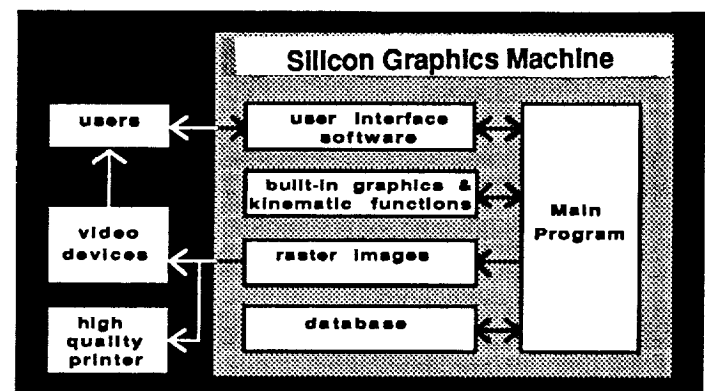 Silicon Graphics Machine
users
user interface
software
built-in graphics &
kinematic functions
Main
Program
video
devices
raster images
high
quality
printer
database